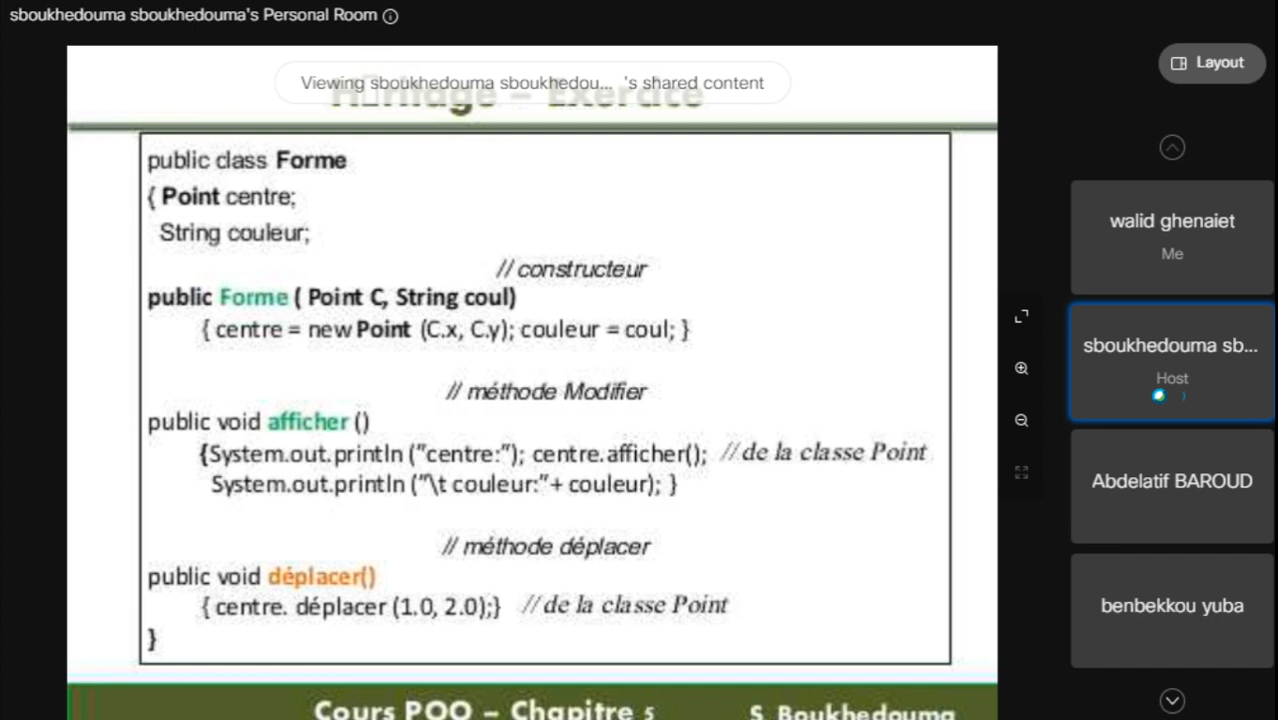 sboukhedouma sboukhedouma's Personal Room
Layout
Viewing sboukhedouma sboukhedou... 's shared content
Héritage – Exercice
public class Forme
{ Point centre;
String couleur;
// constructeur
public Forme ( Point C, String coul)
{ centre = new Point (C.x, C.y); couleur = coul; }
// méthode Modifier
public void afficher ()
{System.out.println ("centre:"); centre.afficher(); // de la classe Point
System.out.println ("\t couleur:"+ couleur); }
// méthode déplacer
public void déplacer()
{ centre. déplacer (1.0, 2.0);} // de la classe Point
}
Cours POO – Chapitre 5 S. Boukhedouma
walid ghenaiet
Me
sboukhedouma sb...
Host
Abdelatif BAROUD
benbekkou yuba